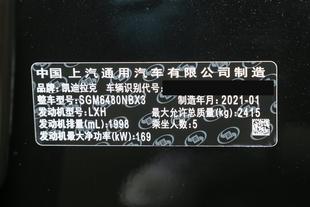 中国 上汽通用汽车有限公司制造
品牌：凯迪拉克 车辆识别代号：
整车型号：SGM6480NBX3 制造年月：2021-01
发动机型号：LXH 最大允许总质量(kg)：2415
发动机排量(mL)：1998 乘坐人数：5
发动机最大净功率(kW)：169